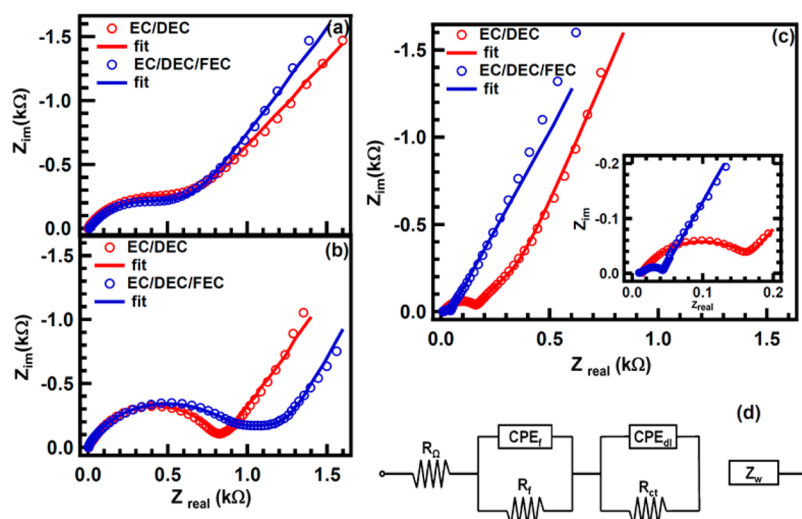 (a)
EC/DEC
fit
EC/DEC/FEC
fit
Zim(kΩ)
-1.5
-1.0
-0.5
0.0
(b)
EC/DEC
fit
EC/DEC/FEC
fit
Zim(kΩ)
-1.5
-1.0
-0.5
0.0
0.0 0.5 1.0 1.5
Z real (kΩ)
(c)
EC/DEC
fit
EC/DEC/FEC
fit
Zim(kΩ)
-1.5
-1.0
-0.5
0.0
0.0 0.5 1.0 1.5
Z real (kΩ)
Zim
-0.2
-0.1
0.0
0.0 0.1 0.2
Zreal
(d)
RΩ
CPEf
Rf
CPEdl
Rct
Zw